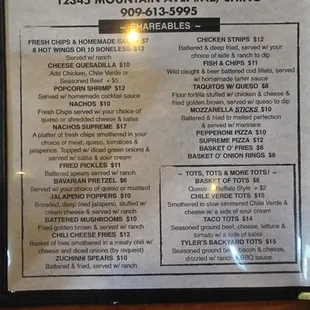 12345 MOUNTAIN
909-613-5995
SHAREABLES
FRESH CHIPS & HOMEMADE
8 HOT WINGS OR 10 BONELESS $12
Served w/ ranch
CHEESE QUESADILLA $10
Add Chicken, Chile Verde or
Seasoned Beef + $5
POPCORN SHRIMP $12
Served w/ homemade cocktail sauce
NACHOS $10
Fresh Chips served w/ your choice of
queso or shredded cheese & salsa
NACHOS SUPREME $17
A platter of fresh chips smothered in your
choice of meat, queso, tomatoes &
jalapenos. Topped w/ diced green onions &
served w/ salsa & sour cream
FRIED PICKLES $11
Battered spears served w/ ranch
BAVARIAN PRETZEL $6
Served w/ your choice of queso or mustard
JALAPENO POPPERS $10
Breaded, deep fried jalapeno, stuffed w/
cream cheese & served w/ ranch
BATTERED MUSHROOMS $10
Fried golden brown & served w/ ranch
CHILI CHEESE FRIES $12
Basket of fries smothered in a meaty chili w/
cheese and diced onions (by request)
ZUCHINNI SPEARS $10
Battered & fried, served w/ ranch
CHICKEN STRIPS $12
Battered & deep fried, served w/ your
choice of side & ranch to dip
FISH & CHIPS $11
Wild caught & beer battered cod filets, served
w/ homemade tarter sauce
TAQUITOS W/ QUESO $8
Flour tortilla stuffed w/ chicken & cheese &
fried golden brown, served w/ queso to dip
MOZZARELLA STICKS $10
Battered & fried to melted perfection
& served w/ marinara
PEPPERONI PIZZA $10
SUPREME PIZZA $12
BASKET O' FRIES $6
BASKET O' ONION RINGS $8
TOTS, TOTS & MORE TOTS
BASKET OF TOTS $8
Queso Buffalo Style + $2
CHILE VERDE TOTS $15
Smothered in slow simmered Chile Verde &
cheese w/ a side of sour cream
TACO TOTS $14
Seasoned ground beef, cheese, lettuce &
tomato w/ a side of salsa
TYLER'S BACKYARD TOTS $15
Seasoned ground beef, bacon & cheese,
drizzled w/ ranch & BBQ sauce